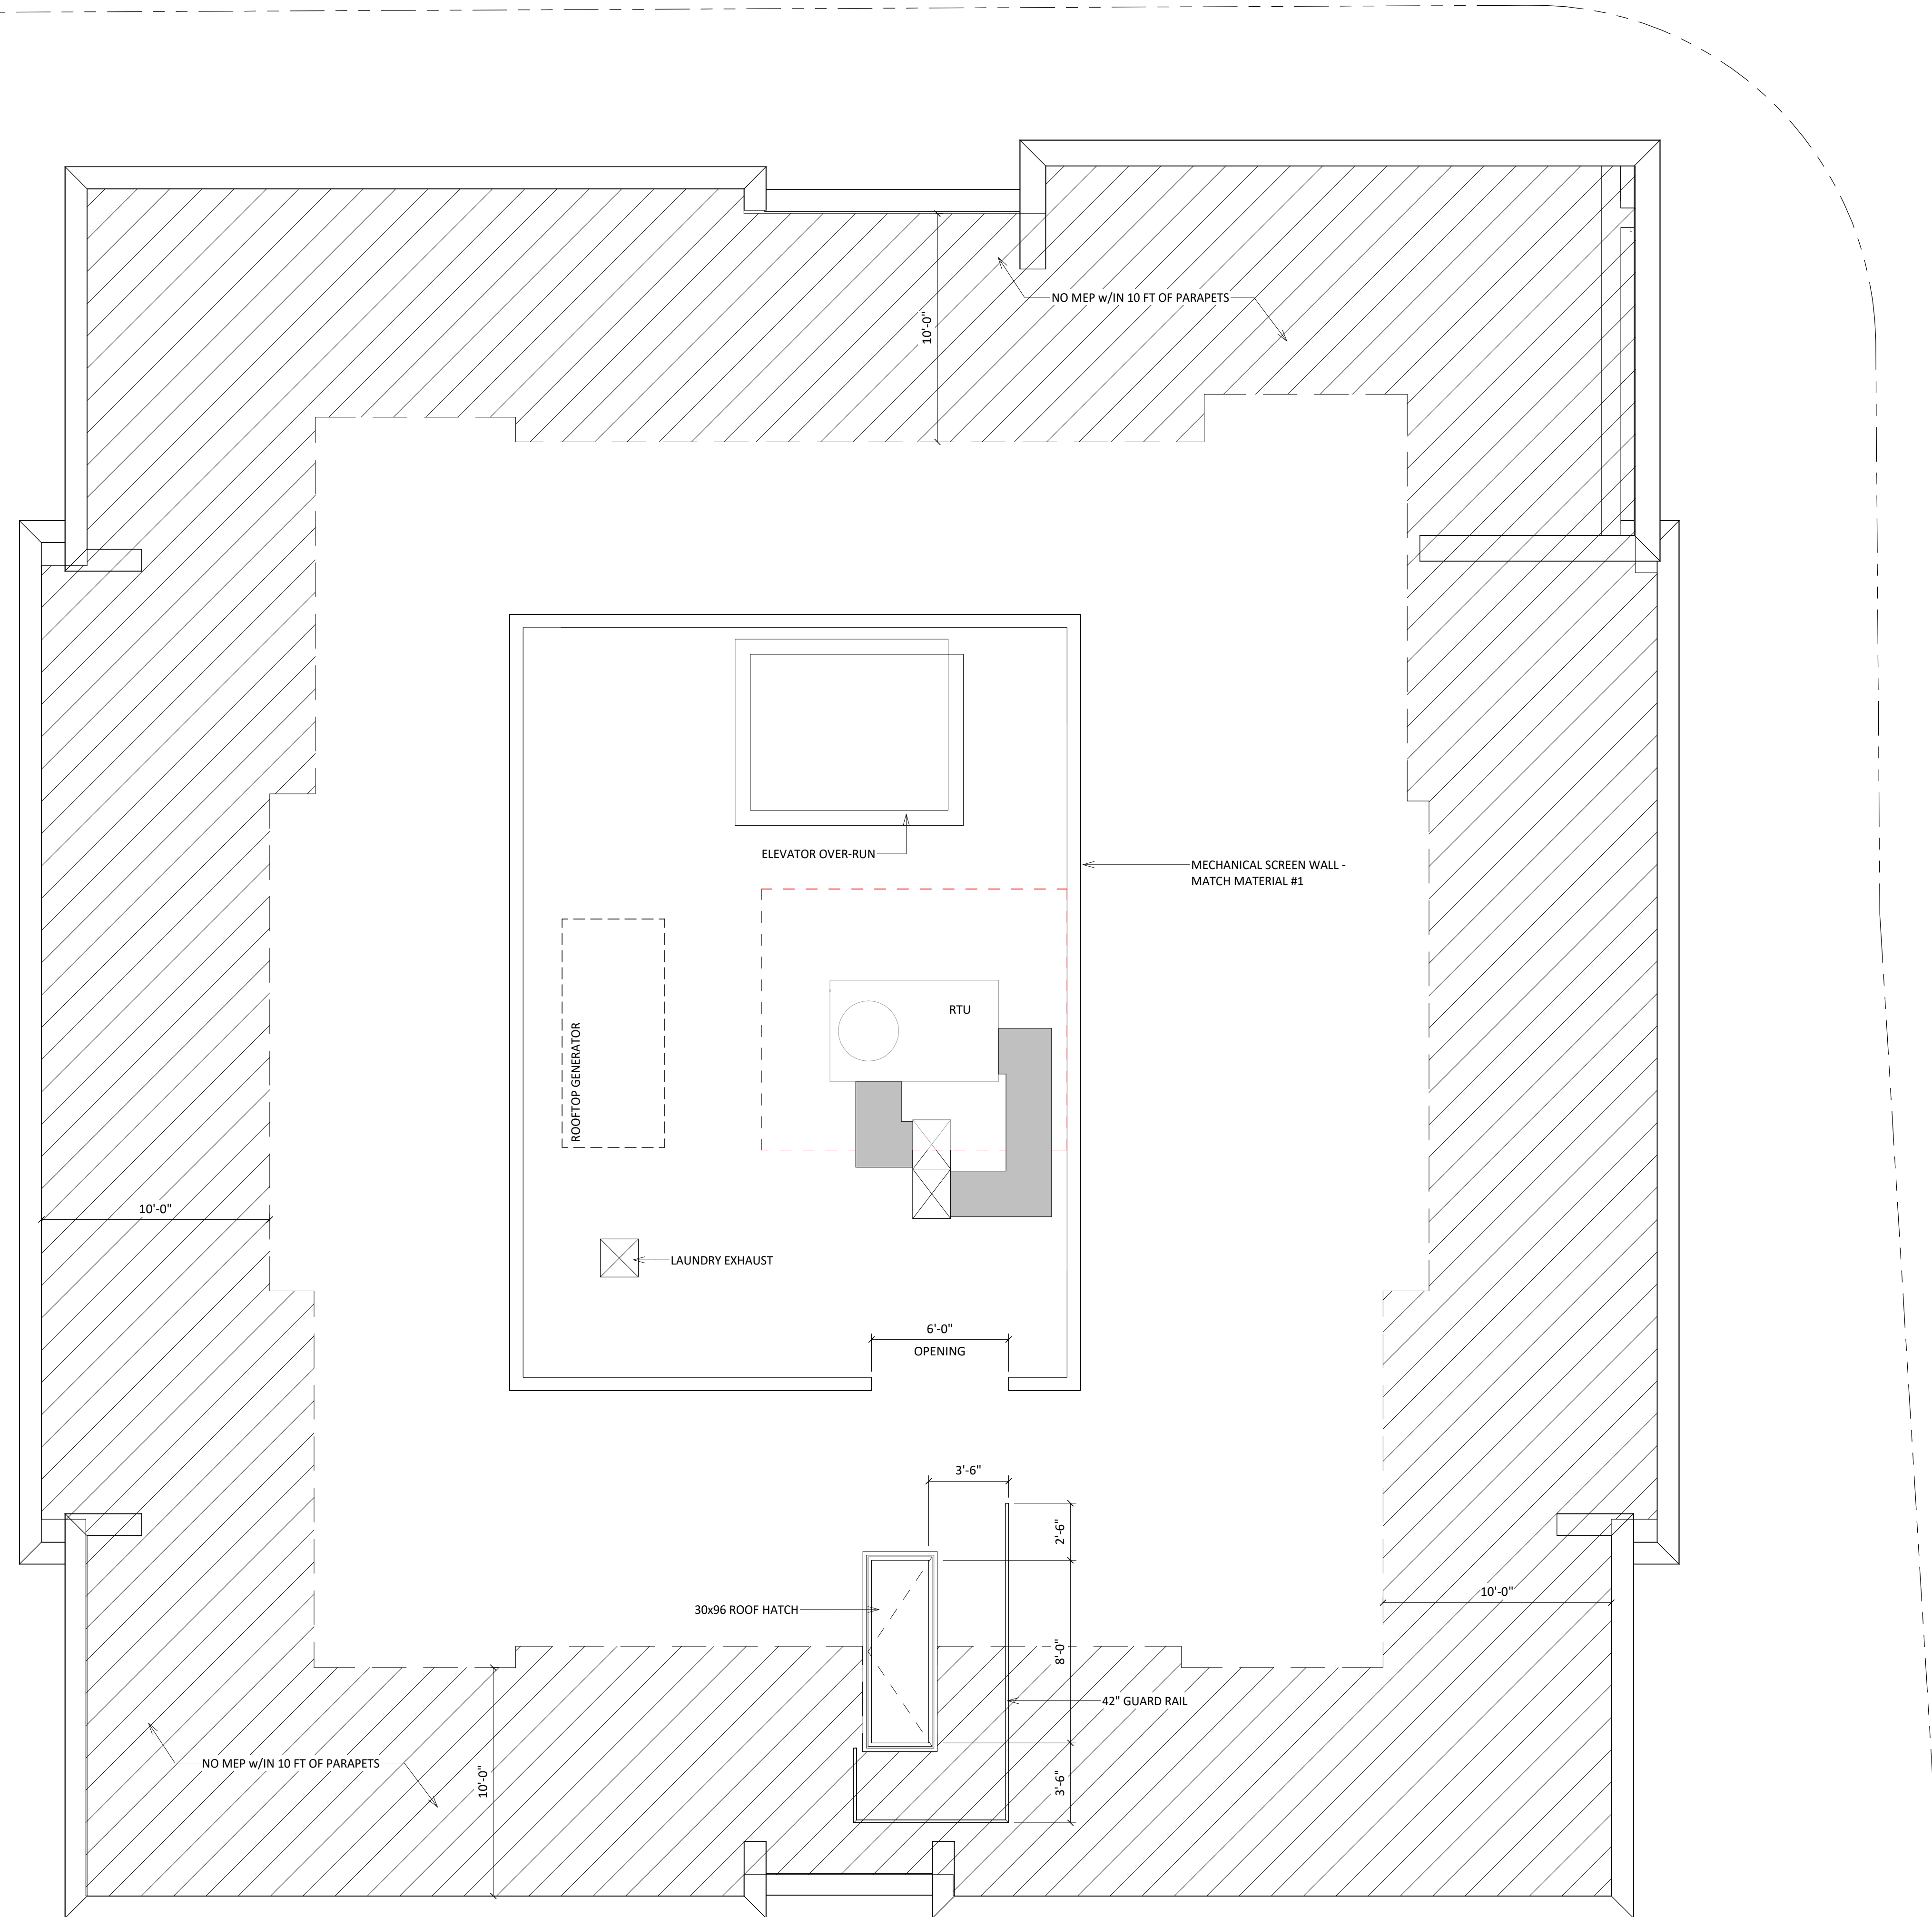 NO MEP w/IN 10 FT OF PARAPETS
10'-0"
ELEVATOR OVER-RUN
MECHANICAL SCREEN WALL -
MATCH MATERIAL #1
RTU
ROOFTOP GENERATOR
10'-0"
LAUNDRY EXHAUST
6'-0"
OPENING
3'-6"
2'-6"
10'-0"
30x96 ROOF HATCH
8'-0"
42" GUARD RAIL
NO MEP w/IN 10 FT OF PARAPETS
10'-0"
3'-6"